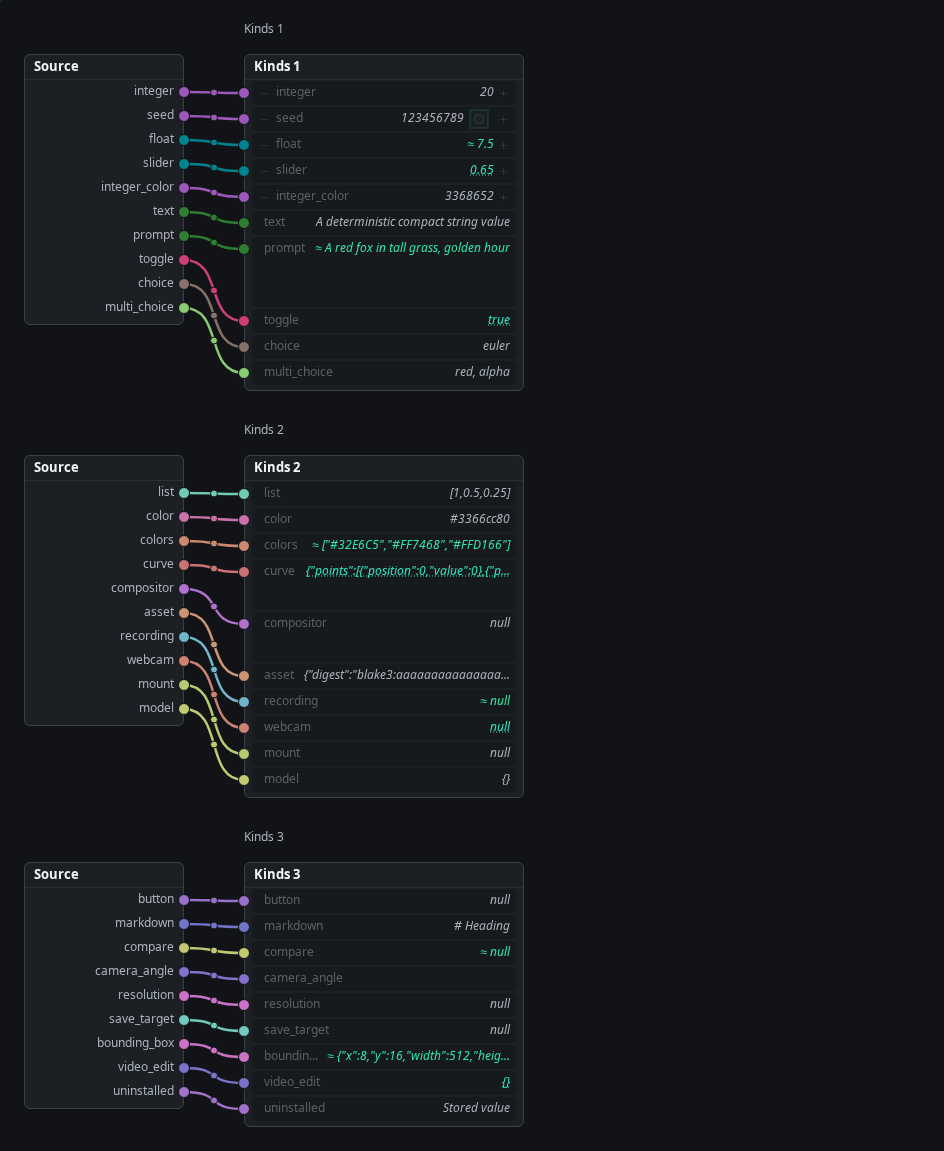 Kinds 1
Source
integer
seed
float
slider
integer_color
text
prompt
toggle
choice
multi_choice
Kinds 1
− integer 20 +
− seed 123456789 +
− float ≈ 7.5 +
− slider 0.65 +
− integer_color 3368652 +
text A deterministic compact string value
prompt ≈ A red fox in tall grass, golden hour
toggle true
choice euler
multi_choice red, alpha
Kinds 2
Source
list
color
colors
curve
compositor
asset
recording
webcam
mount
model
Kinds 2
list [1,0.5,0.25]
color #3366cc80
colors ≈ ["#32E6C5","#FF7468","#FFD166"]
curve {"points":[{"position":0,"value":0},{"p...
compositor null
asset {"digest":"blake3:aaaaaaaaaaaaaaa...
recording ≈ null
webcam null
mount null
model {}
Kinds 3
Source
button
markdown
compare
camera_angle
resolution
save_target
bounding_box
video_edit
uninstalled
Kinds 3
button null
markdown # Heading
compare ≈ null
camera_angle
resolution null
save_target null
boundin... ≈ {"x":8,"y":16,"width":512,"heig...
video_edit {}
uninstalled Stored value